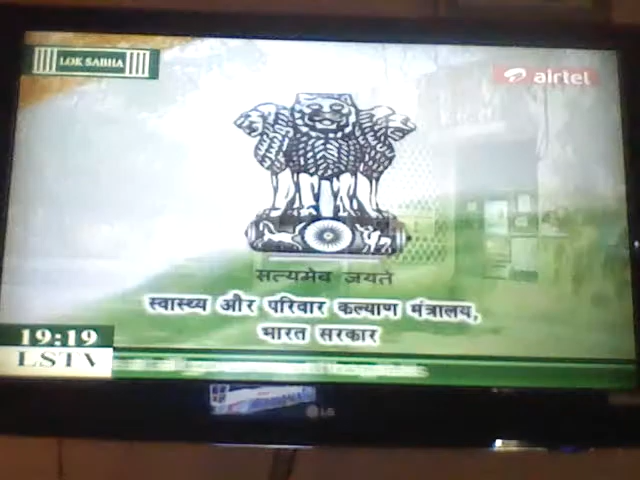 LOK SABHA
airtel
सत्यमेव जयते
स्वास्थ्य और परिवार कल्याण मंत्रालय,
भारत सरकार
19:19
LSTV
LG